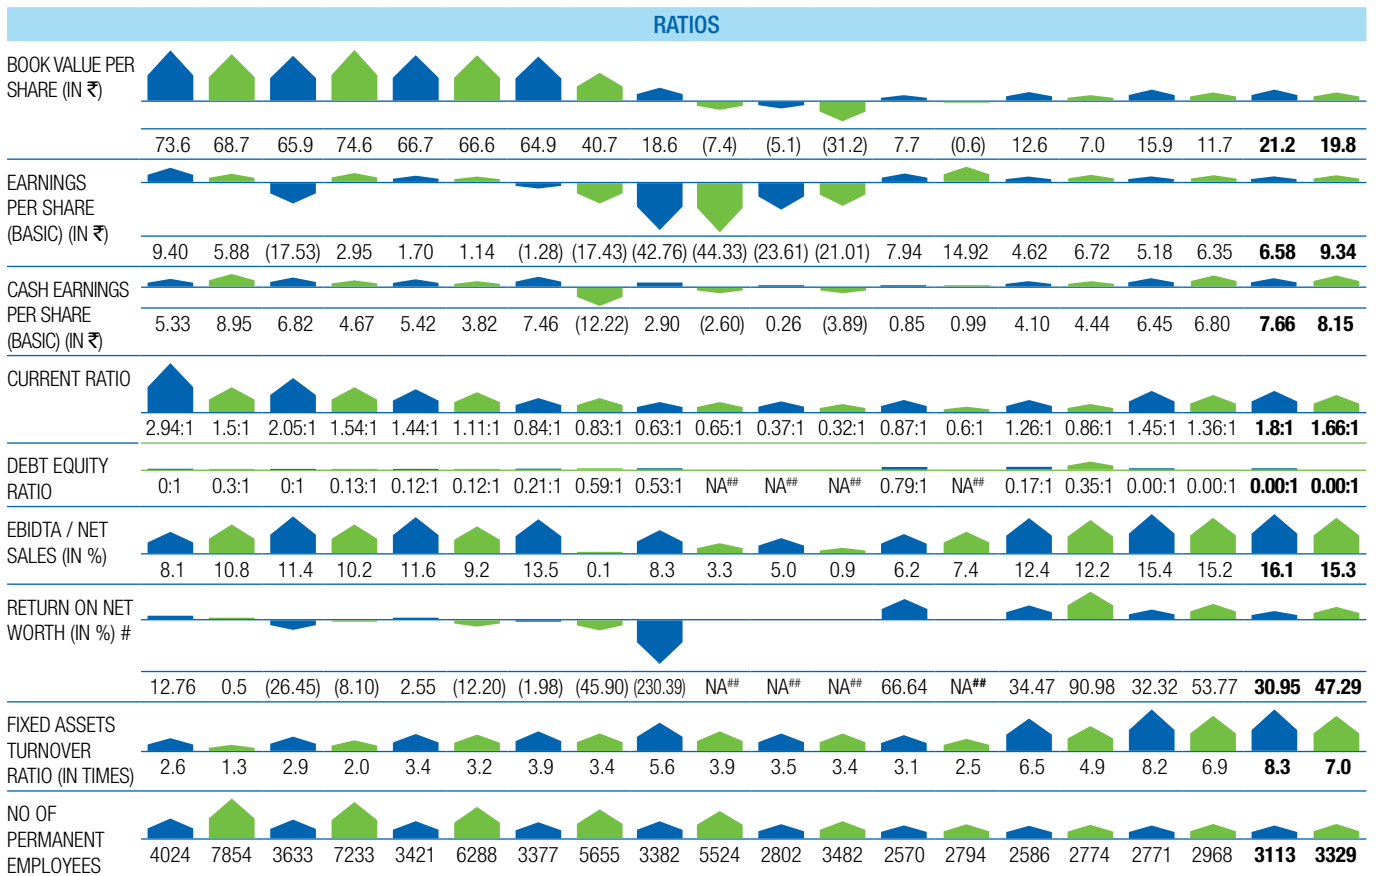 RATIOS
BOOK VALUE PER
SHARE (IN ₹)
73.6 68.7 65.9 74.6 66.7 66.6 64.9 40.7 18.6 (7.4) (5.1) (31.2) 7.7 (0.6) 12.6 7.0 15.9 11.7 21.2 19.8
EARNINGS
PER SHARE
(BASIC) (IN ₹)
9.40 5.88 (17.53) 2.95 1.70 1.14 (1.28) (17.43) (42.76) (44.33) (23.61) (21.01) 7.94 14.92 4.62 6.72 5.18 6.35 6.58 9.34
CASH EARNINGS
PER SHARE
(BASIC) (IN ₹)
5.33 8.95 6.82 4.67 5.42 3.82 7.46 (12.22) 2.90 (2.60) 0.26 (3.89) 0.85 0.99 4.10 4.44 6.45 6.80 7.66 8.15
CURRENT RATIO
2.94:1 1.5:1 2.05:1 1.54:1 1.44:1 1.11:1 0.84:1 0.83:1 0.63:1 0.65:1 0.37:1 0.32:1 0.87:1 0.6:1 1.26:1 0.86:1 1.45:1 1.36:1 1.8:1 1.66:1
DEBT EQUITY
RATIO
0:1 0.3:1 0:1 0.13:1 0.12:1 0.12:1 0.21:1 0.59:1 0.53:1 NA## NA## NA## 0.79:1 NA## 0.17:1 0.35:1 0.00:1 0.00:1 0.00:1 0.00:1
EBIDTA / NET
SALES (IN %)
8.1 10.8 11.4 10.2 11.6 9.2 13.5 0.1 8.3 3.3 5.0 0.9 6.2 7.4 12.4 12.2 15.4 15.2 16.1 15.3
RETURN ON NET
WORTH (IN %) #
12.76 0.5 (26.45) (8.10) 2.55 (12.20) (1.98) (45.90) (230.39) NA## NA## NA## 66.64 NA## 34.47 90.98 32.32 53.77 30.95 47.29
FIXED ASSETS
TURNOVER
RATIO (IN TIMES)
2.6 1.3 2.9 2.0 3.4 3.2 3.9 3.4 5.6 3.9 3.5 3.4 3.1 2.5 6.5 4.9 8.2 6.9 8.3 7.0
NO OF
PERMANENT
EMPLOYEES
4024 7854 3633 7233 3421 6288 3377 5655 3382 5524 2802 3482 2570 2794 2586 2774 2771 2968 3113 3329